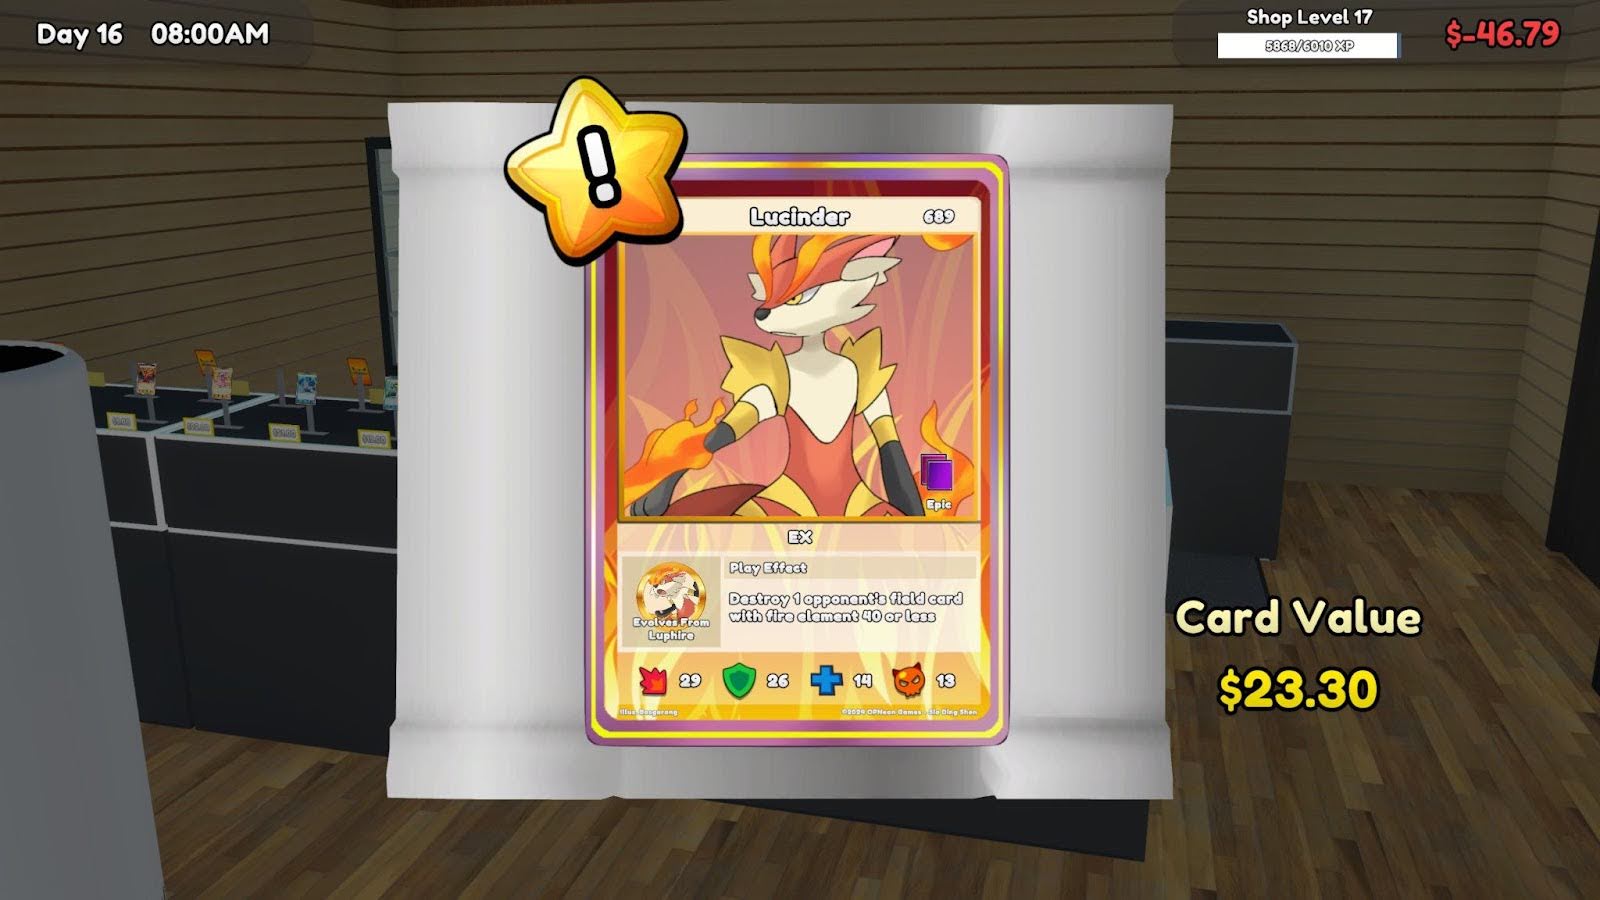 Day 16 08:00AM
Shop Level 17
5868/6010 XP
$-46.79
Lucinder 689
Epic
EX
Play Effect
Destroy 1 opponent's field card
with fire element 40 or less
Evolves From
Luphire
29 26 14 13
Card Value
$23.30